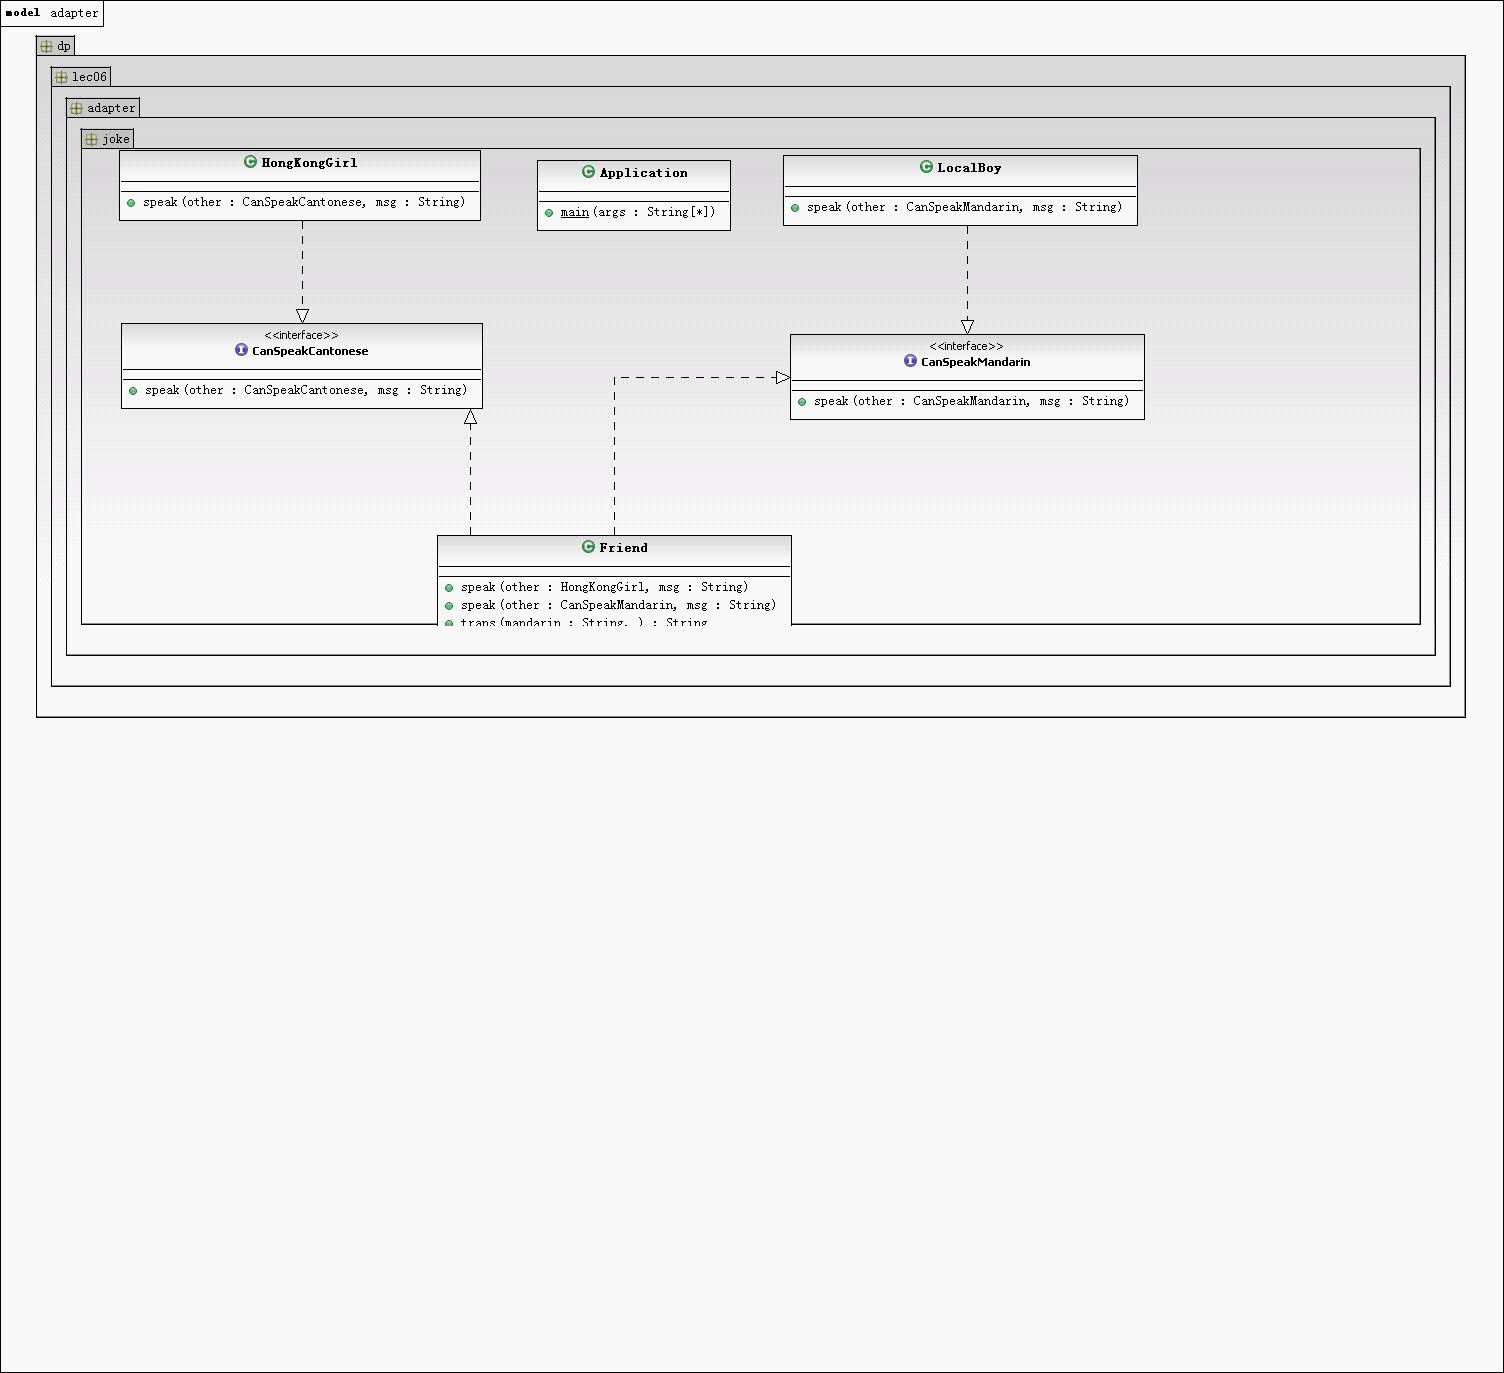 model adapter
dp
lec06
adapter
joke
HongKongGirl
speak(other : CanSpeakCantonese, msg : String)
Application
main(args : String[*])
LocalBoy
speak(other : CanSpeakMandarin, msg : String)
<<interface>>
CanSpeakCantonese
speak(other : CanSpeakCantonese, msg : String)
<<interface>>
CanSpeakMandarin
speak(other : CanSpeakMandarin, msg : String)
Friend
speak(other : HongKongGirl, msg : String)
speak(other : CanSpeakMandarin, msg : String)
trans(mandarin : String, ) : String